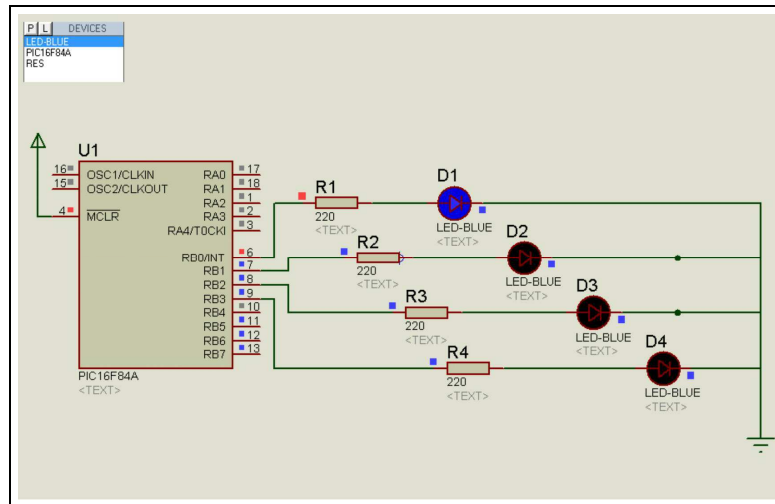 P L DEVICES
LED-BLUE
PIC16F84A
RES
U1
16 OSC1/CLKIN RA0 17
15 OSC2/CLKOUT RA1 18
RA2 1
4 MCLR RA3 2
RA4/T0CKI 3
RD0/INT 6
RB1 7
RB2 8
RB3 9
RB4 10
RB5 11
RB6 12
RB7 13
PIC16F84A
<TEXT>
R1
220
<TEXT>
D1
LED-BLUE
<TEXT>
R2
220
<TEXT>
D2
LED-BLUE
<TEXT>
R3
220
<TEXT>
D3
LED-BLUE
<TEXT>
R4
220
<TEXT>
D4
LED-BLUE
<TEXT>